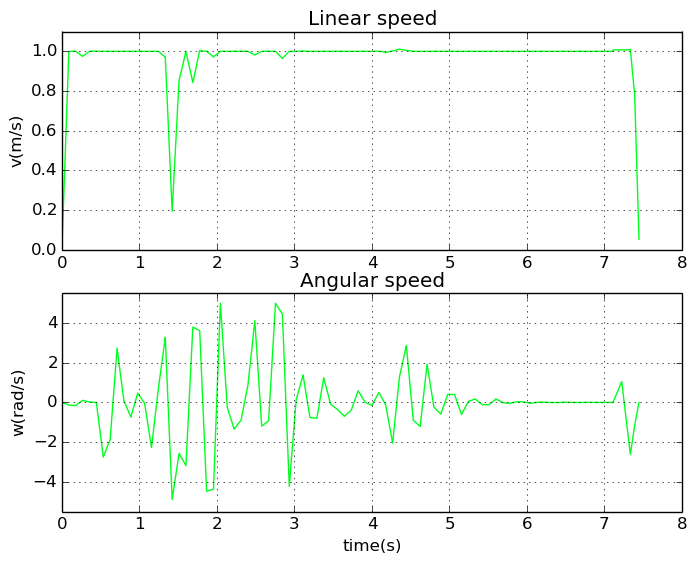 Linear speed
v(m/s)
1.0
0.8
0.6
0.4
0.2
0.0
0 1 2 3 4 5 6 7 8
Angular speed
w(rad/s)
4
2
0
−2
−4
0 1 2 3 4 5 6 7 8
time(s)